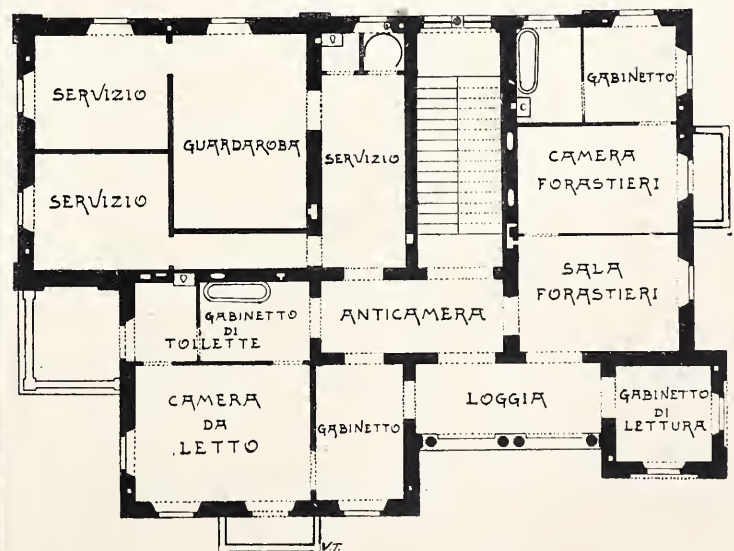 SERVIZIO
GUARDAROBA
SERVIZIO
SERVIZIO
GABINETTO
C
CAMERA
FORASTIERI
SALA
FORASTIERI
GABINETTO
DI
TOILETTE
ANTICAMERA
CAMERA
DA
LETTO
GABINETTO
LOGGIA
GABINETTO
DI
LETTURA
V.T.